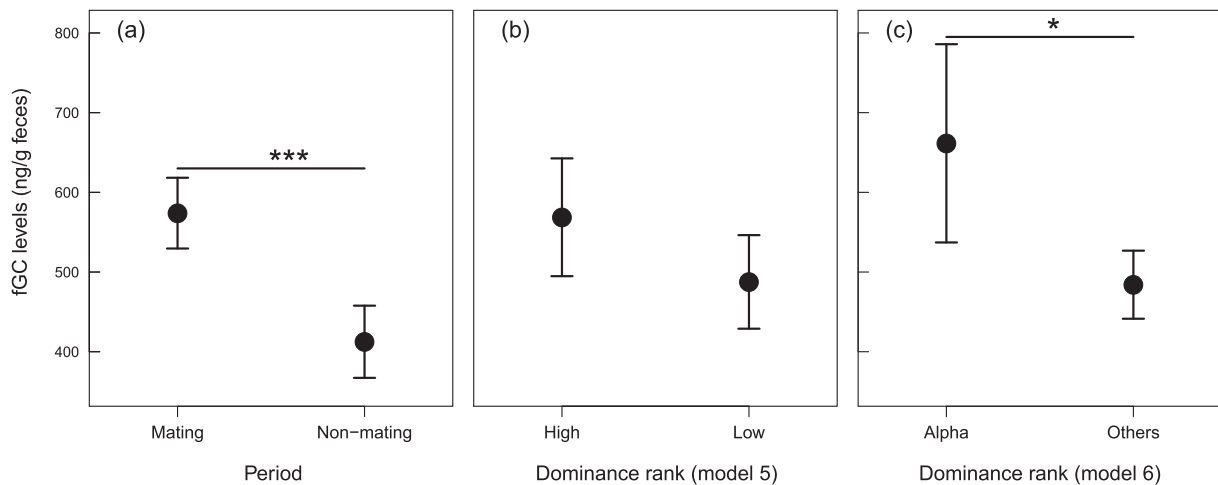 (a)
(b)
(c)
***
*
fGC levels (ng/g feces)
800
700
600
500
400
Mating Non−mating
High Low
Alpha Others
Period
Dominance rank (model 5)
Dominance rank (model 6)